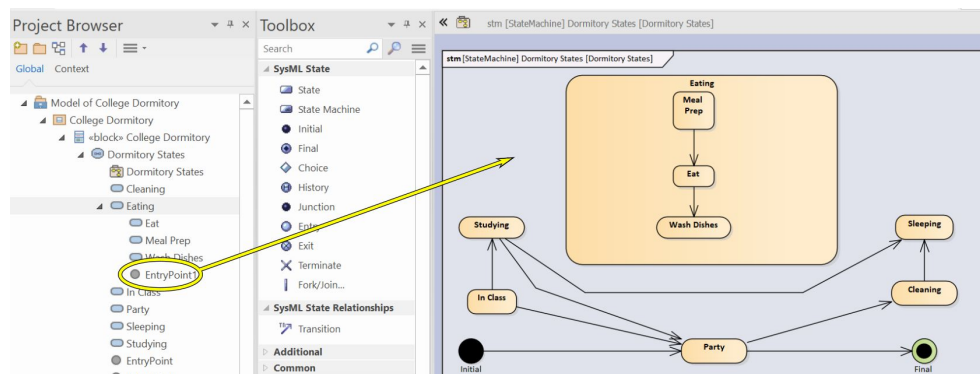 Project Browser
Global Context
Model of College Dormitory
College Dormitory
«block» College Dormitory
Dormitory States
Dormitory States
Cleaning
Eating
Eat
Meal Prep
Wash Dishes
EntryPoint1
In Class
Party
Sleeping
Studying
EntryPoint
Toolbox
Search
SysML State
State
State Machine
Initial
Final
Choice
History
Junction
Entry
Exit
Terminate
Fork/Join...
SysML State Relationships
Transition
Additional
Common
stm [StateMachine] Dormitory States [Dormitory States]
stm [StateMachine] Dormitory States [Dormitory States]
Eating
Meal
Prep
Eat
Wash Dishes
Studying
Sleeping
In Class
Cleaning
Party
Initial
Final